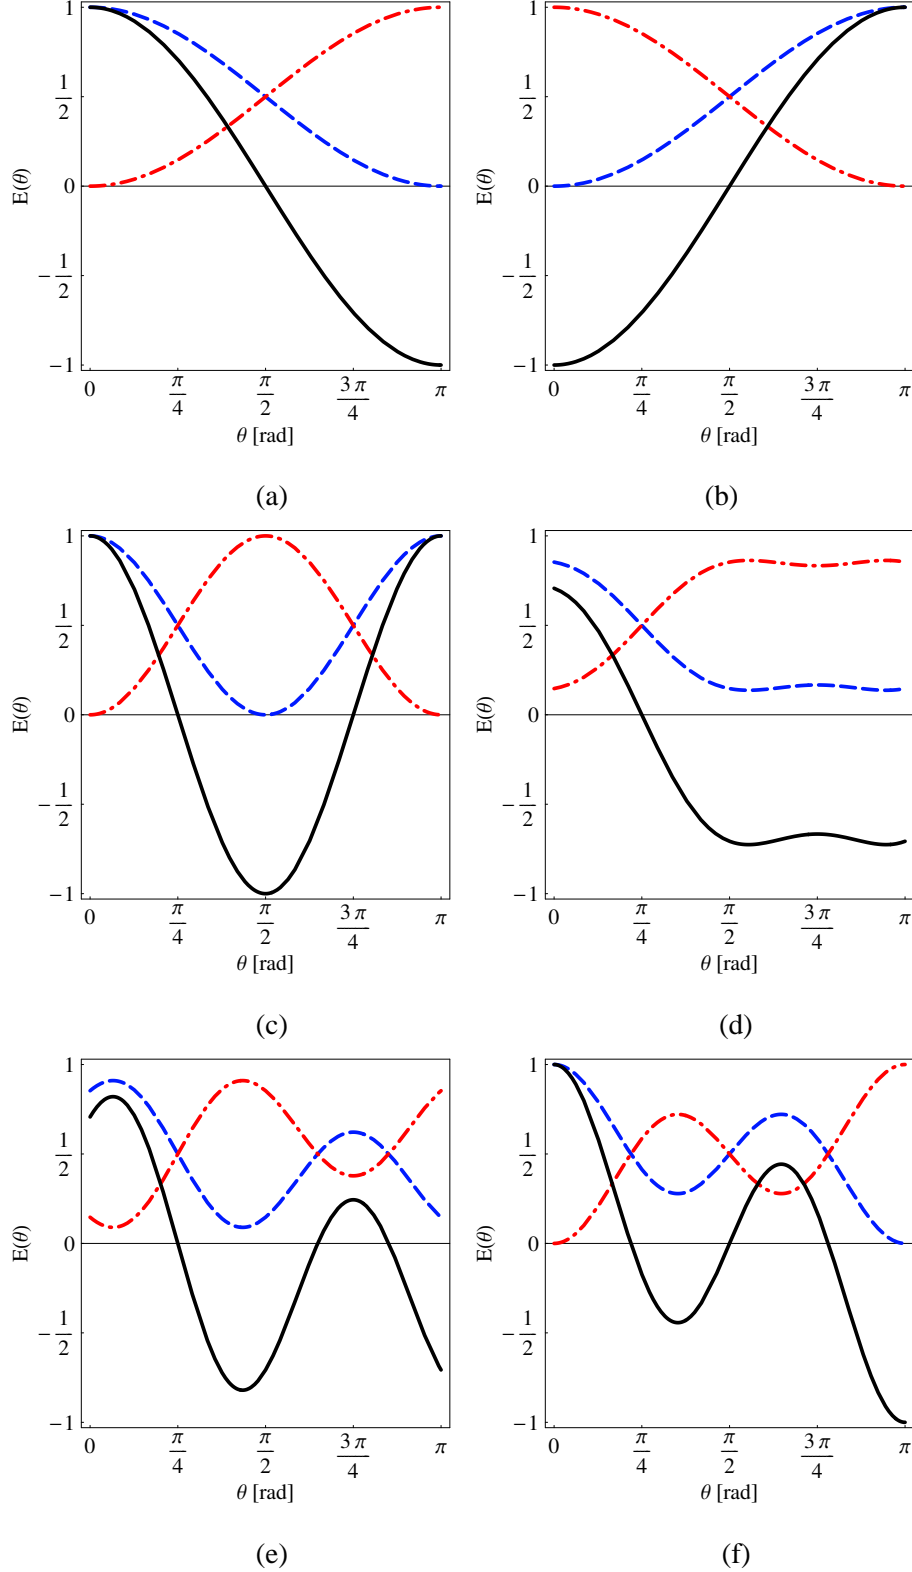 1
1/2
0
−1/2
−1
E(θ)
0 π/4 π/2 3π/4 π
θ [rad]
(a)
1
1/2
0
−1/2
−1
E(θ)
0 π/4 π/2 3π/4 π
θ [rad]
(b)
1
1/2
0
−1/2
−1
E(θ)
0 π/4 π/2 3π/4 π
θ [rad]
(c)
1
1/2
0
−1/2
−1
E(θ)
0 π/4 π/2 3π/4 π
θ [rad]
(d)
1
1/2
0
−1/2
−1
E(θ)
0 π/4 π/2 3π/4 π
θ [rad]
(e)
1
1/2
0
−1/2
−1
E(θ)
0 π/4 π/2 3π/4 π
θ [rad]
(f)